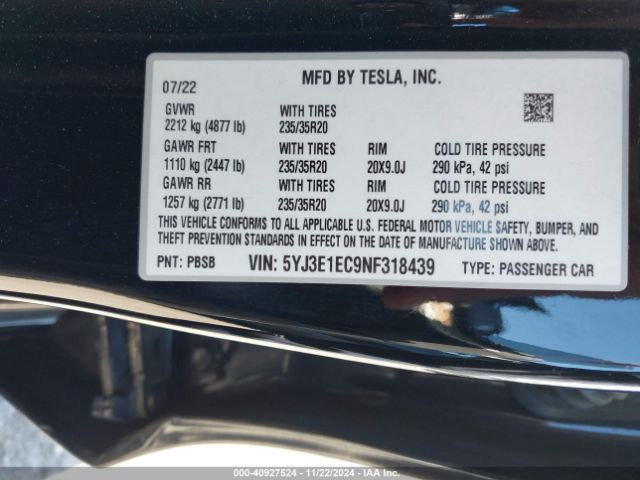 MFD BY TESLA, INC.
07/22
GVWR WITH TIRES
2212 kg (4877 lb) 235/35R20
GAWR FRT WITH TIRES RIM COLD TIRE PRESSURE
1110 kg (2447 lb) 235/35R20 20X9.0J 290 kPa, 42 psi
GAWR RR WITH TIRES RIM COLD TIRE PRESSURE
1257 kg (2771 lb) 235/35R20 20X9.0J 290 kPa, 42 psi
THIS VEHICLE CONFORMS TO ALL APPLICABLE U.S. FEDERAL MOTOR VEHICLE SAFETY, BUMPER, AND
THEFT PREVENTION STANDARDS IN EFFECT ON THE DATE OF MANUFACTURE SHOWN ABOVE.
PNT: PBSB VIN: 5YJ3E1EC9NF318439 TYPE: PASSENGER CAR
000-40927524 - 11/22/2024 - IAA Inc.